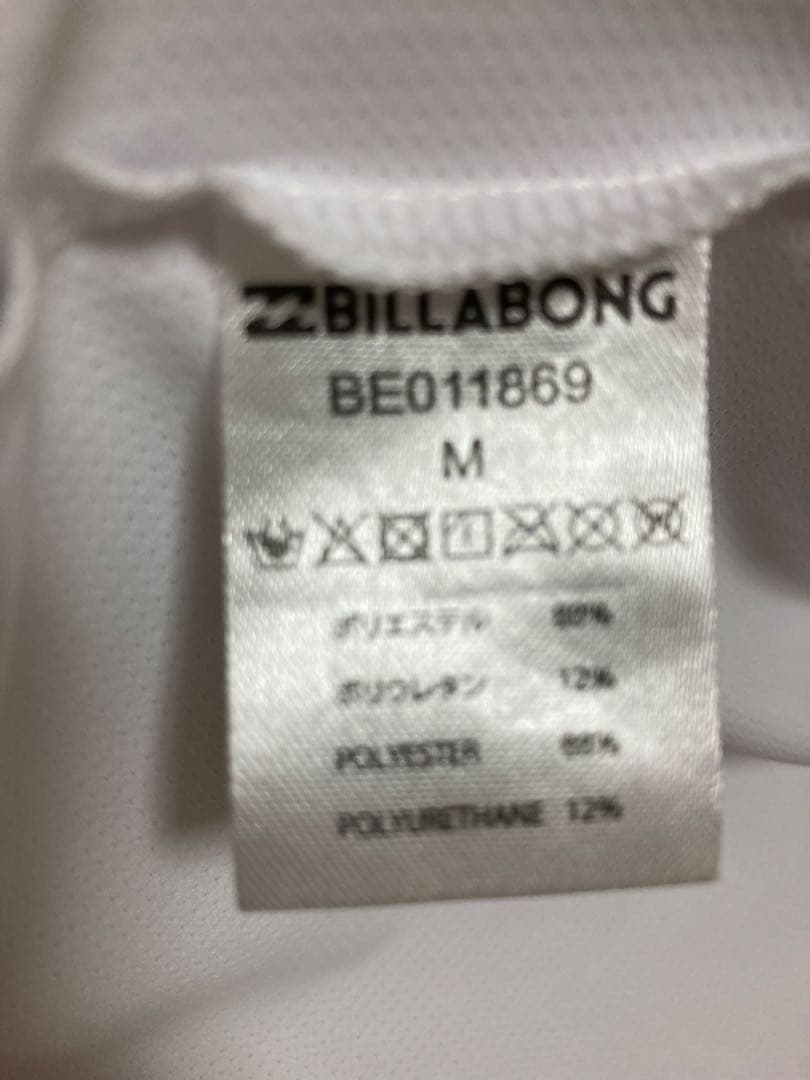 BILLABONG
BE011869
M
ポリエステル 88%
ポリウレタン 12%
POLYESTER 88%
POLYURETHANE 12%